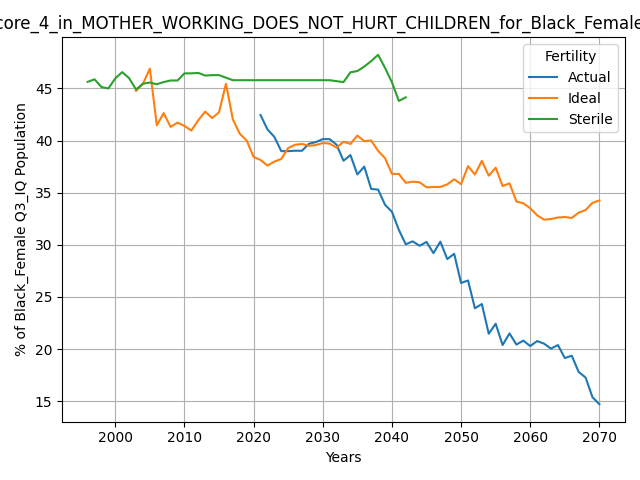 core_4_in_MOTHER_WORKING_DOES_NOT_HURT_CHILDREN_for_Black_Female
Fertility
Actual
Ideal
Sterile
% of Black_Female Q3_IQ Population
45
40
35
30
25
20
15
2000 2010 2020 2030 2040 2050 2060 2070
Years